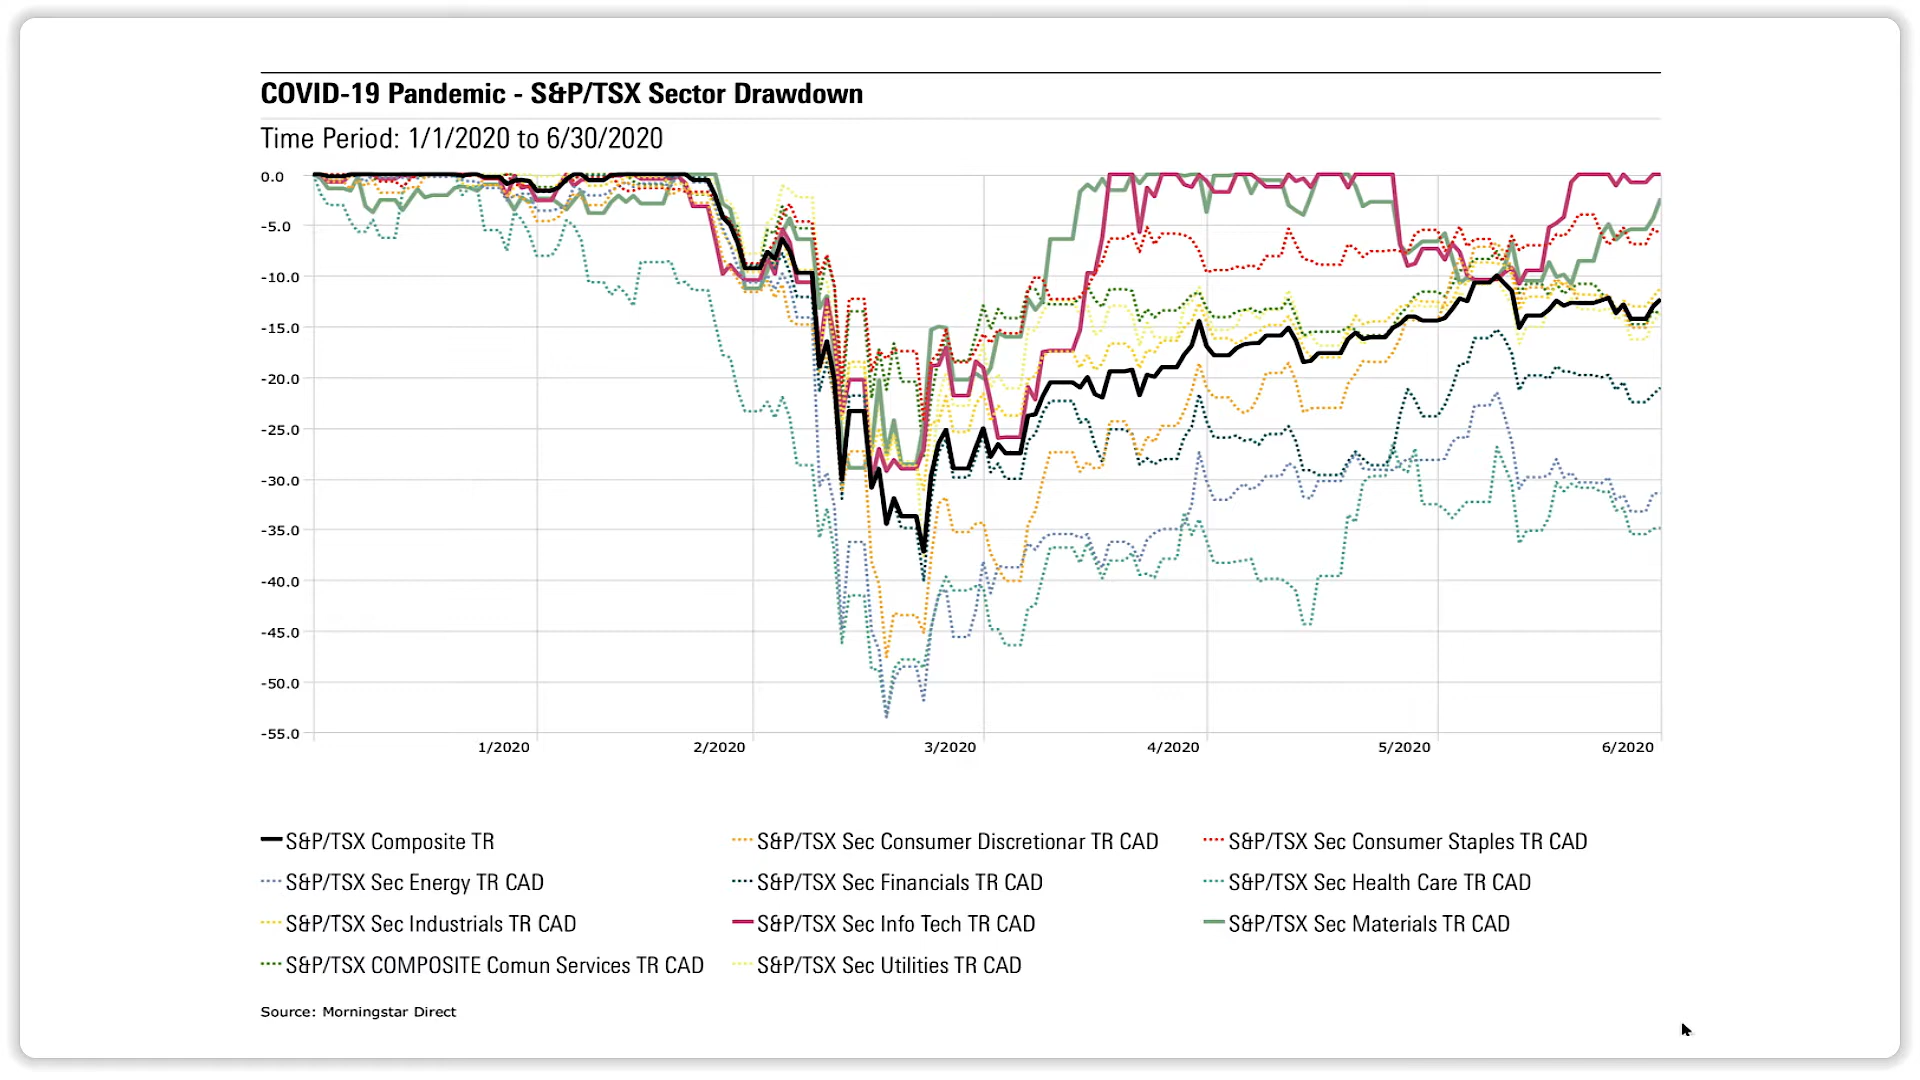 COVID-19 Pandemic - S&P/TSX Sector Drawdown
Time Period: 1/1/2020 to 6/30/2020
0.0
-5.0
-10.0
-15.0
-20.0
-25.0
-30.0
-35.0
-40.0
-45.0
-50.0
-55.0
1/2020 2/2020 3/2020 4/2020 5/2020 6/2020
S&P/TSX Composite TR S&P/TSX Sec Consumer Discretionar TR CAD S&P/TSX Sec Consumer Staples TR CAD
S&P/TSX Sec Energy TR CAD S&P/TSX Sec Financials TR CAD S&P/TSX Sec Health Care TR CAD
S&P/TSX Sec Industrials TR CAD S&P/TSX Sec Info Tech TR CAD S&P/TSX Sec Materials TR CAD
S&P/TSX COMPOSITE Comun Services TR CAD S&P/TSX Sec Utilities TR CAD
Source: Morningstar Direct